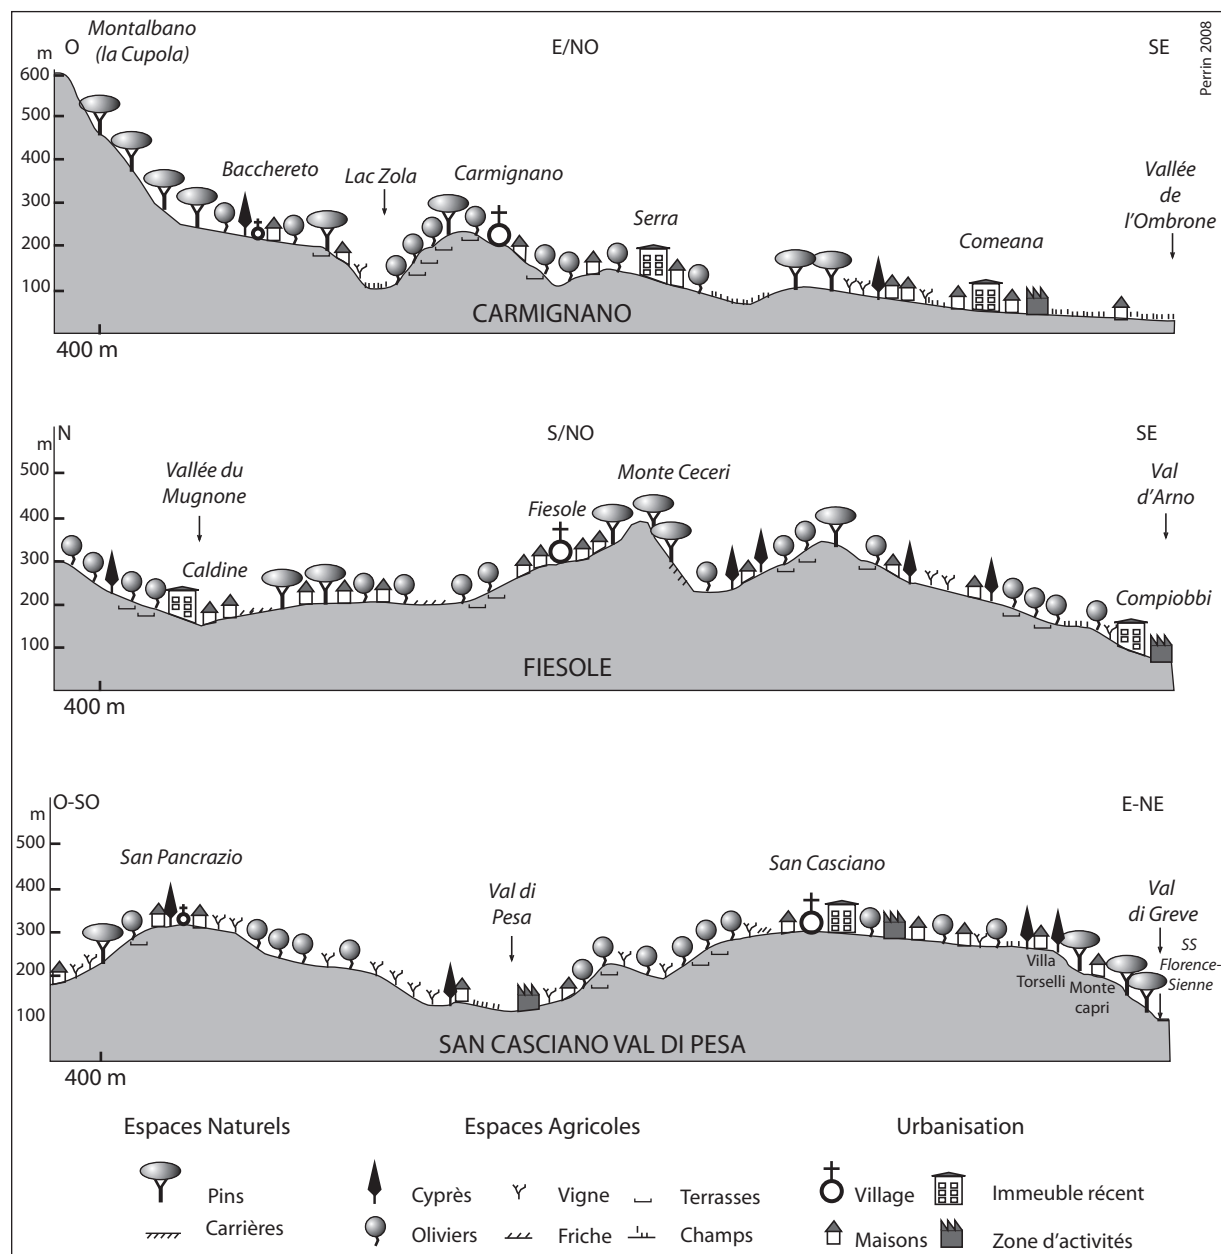 Montalbano
(la Cupola)
m O E/NO SE
Perrin 2008
600
500
400
300
200
100
Baccchereto
Lac Zola
Carmignano
Serra
Comeana
Vallée
de
l'Ombrone
CARMIGNANO
400 m
m N S/NO SE
500
400
300
200
100
Vallée du
Mugnone
Caldine
Fiesole
Monte Ceceri
Val
d'Arno
Compiobbi
FIESOLE
400 m
m O-SO E-NE
500
400
300
200
100
San Pancrazio
Val di
Pesa
San Casciano
Val
di Greve
SS
Florence-
Sienne
Villa
Torselli
Monte
capri
SAN CASCIANO VAL DI PESA
400 m
Espaces Naturels Espaces Agricoles Urbanisation
Pins Cyprès Vigne Terrasses Village Immeuble récent
Carrières Oliviers Friche Champs Maisons Zone d'activités